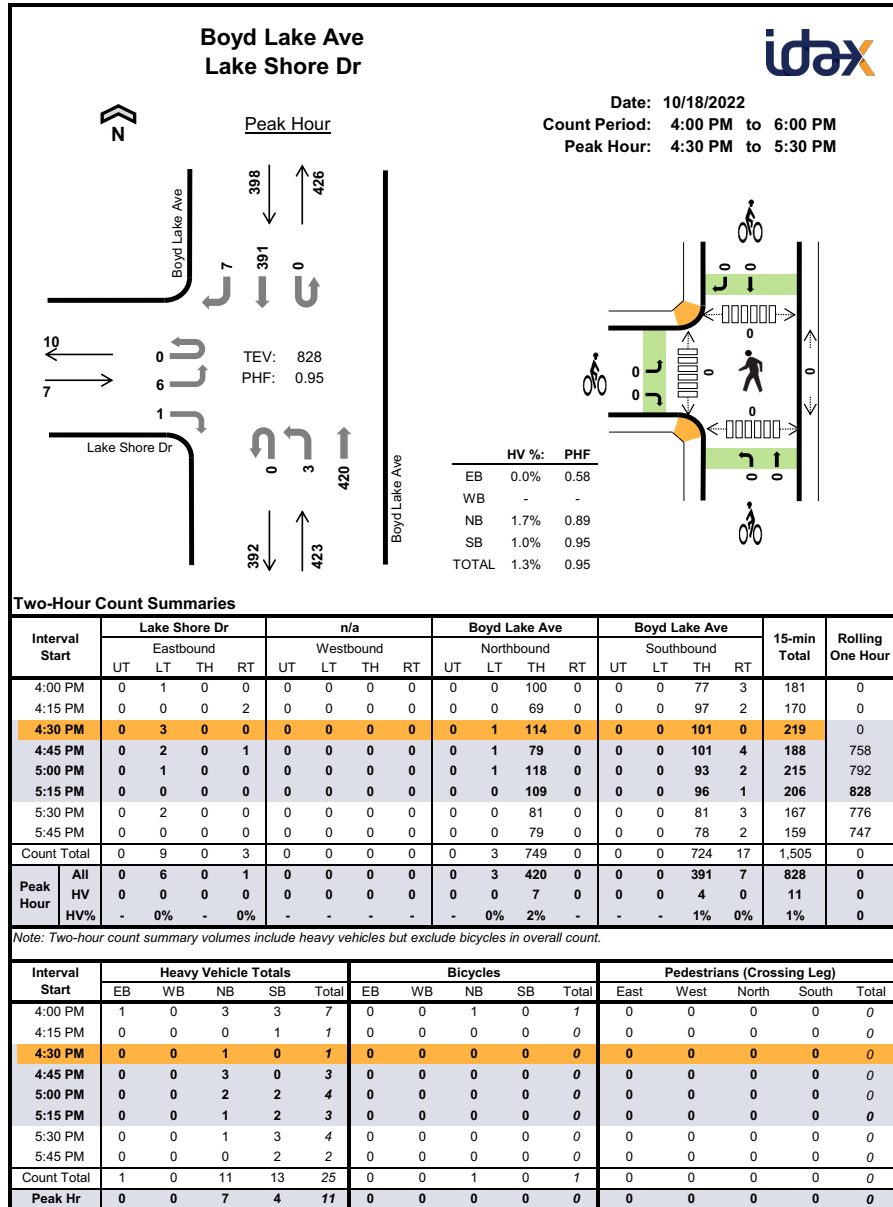 Boyd Lake Ave
Lake Shore Dr
idax
Date: 10/18/2022
Count Period: 4:00 PM to 6:00 PM
Peak Hour: 4:30 PM to 5:30 PM
N
Peak Hour
398 426
Boyd Lake Ave
7 391 0
10
7
0
6
1
TEV: 828
PHF: 0.95
Lake Shore Dr
0 3 420
392 423
Boyd Lake Ave
0 0
0
0
0
0
0
0
0 0
HV %: PHF
EB 0.0% 0.58
WB - -
NB 1.7% 0.89
SB 1.0% 0.95
TOTAL 1.3% 0.95
Two-Hour Count Summaries
Interval Start Lake Shore Dr n/a Boyd Lake Ave Boyd Lake Ave 15-min Total Rolling One Hour
Eastbound Westbound Northbound Southbound
UT LT TH RT UT LT TH RT UT LT TH RT UT LT TH RT
4:00 PM 0 1 0 0 0 0 0 0 0 0 100 0 0 0 77 3 181 0
4:15 PM 0 0 0 2 0 0 0 0 0 0 69 0 0 0 97 2 170 0
4:30 PM 0 3 0 0 0 0 0 0 0 1 114 0 0 0 101 0 219 0
4:45 PM 0 2 0 1 0 0 0 0 0 1 79 0 0 0 101 4 188 758
5:00 PM 0 1 0 0 0 0 0 0 0 1 118 0 0 0 93 2 215 792
5:15 PM 0 0 0 0 0 0 0 0 0 0 109 0 0 0 96 1 206 828
5:30 PM 0 2 0 0 0 0 0 0 0 0 81 0 0 0 81 3 167 776
5:45 PM 0 0 0 0 0 0 0 0 0 0 79 0 0 0 78 2 159 747
Count Total 0 9 0 3 0 0 0 0 0 3 749 0 0 0 724 17 1,505 0
Peak Hour All 0 6 0 1 0 0 0 0 0 3 420 0 0 0 391 7 828 0
HV 0 0 0 0 0 0 0 0 0 0 7 0 0 0 4 0 11 0
HV% - 0% - 0% - - - - - 0% 2% - - - 1% 0% 1% 0
Note: Two-hour count summary volumes include heavy vehicles but exclude bicycles in overall count.
Interval Start Heavy Vehicle Totals Bicycles Pedestrians (Crossing Leg)
EB WB NB SB Total EB WB NB SB Total East West North South Total
4:00 PM 1 0 3 3 7 0 0 1 0 1 0 0 0 0 0
4:15 PM 0 0 0 1 1 0 0 0 0 0 0 0 0 0 0
4:30 PM 0 0 1 0 1 0 0 0 0 0 0 0 0 0 0
4:45 PM 0 0 3 0 3 0 0 0 0 0 0 0 0 0 0
5:00 PM 0 0 2 2 4 0 0 0 0 0 0 0 0 0 0
5:15 PM 0 0 1 2 3 0 0 0 0 0 0 0 0 0 0
5:30 PM 0 0 1 3 4 0 0 0 0 0 0 0 0 0 0
5:45 PM 0 0 0 2 2 0 0 0 0 0 0 0 0 0 0
Count Total 1 0 11 13 25 0 0 1 0 1 0 0 0 0 0
Peak Hr 0 0 7 4 11 0 0 0 0 0 0 0 0 0 0